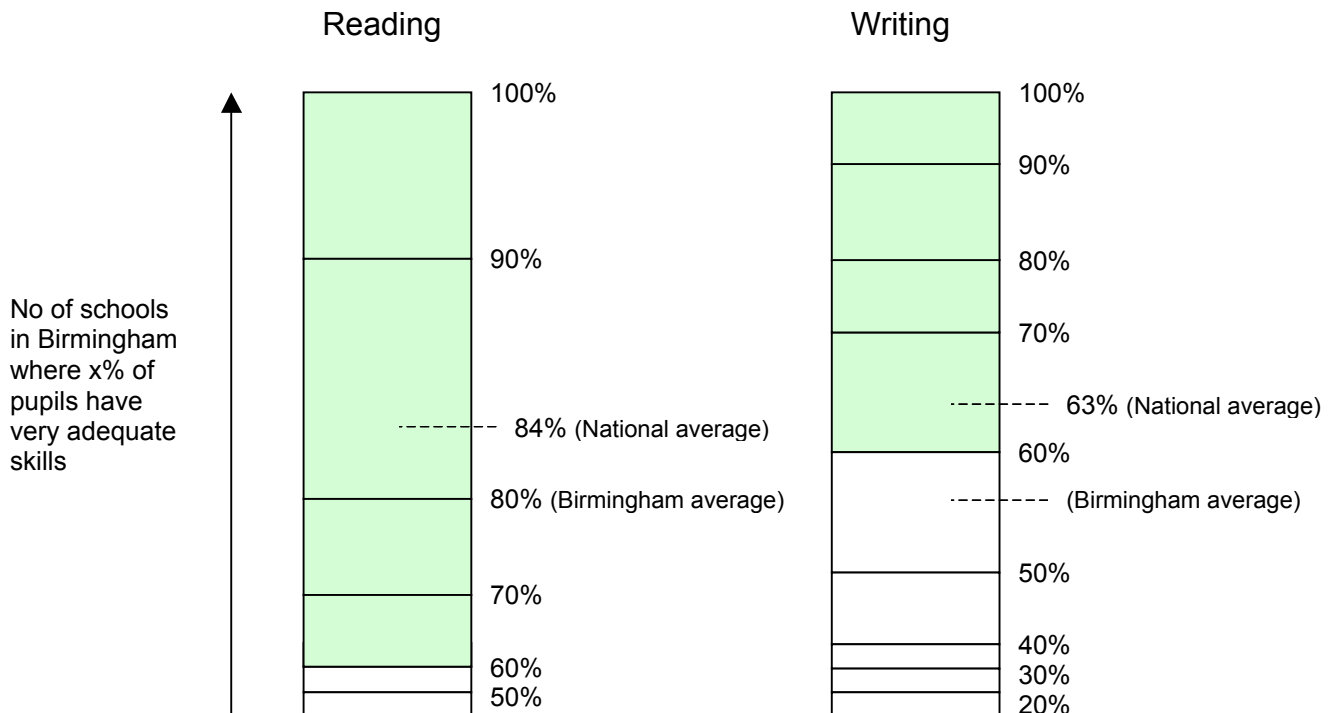 Reading
Writing
100%
100%
90%
90%
No of schools
in Birmingham
where x% of
pupils have
very adequate
skills
80%
70%
84% (National average)
63% (National average)
60%
80% (Birmingham average)
(Birmingham average)
50%
70%
40%
60%
30%
50%
20%